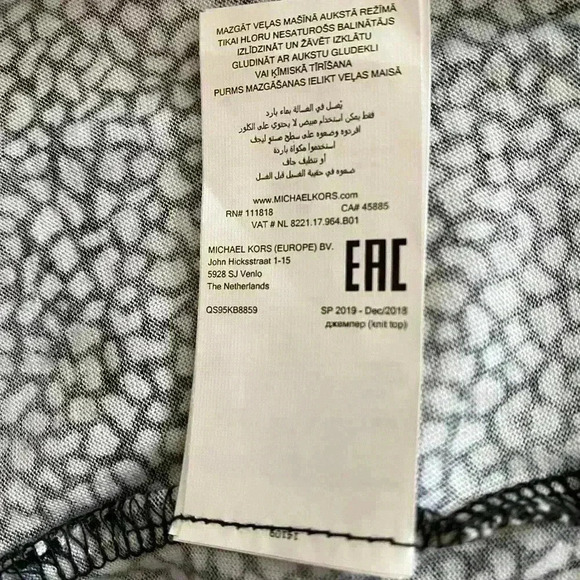 MAZGĀT VEĻAS MAŠĪNĀ AUKSTĀ REŽĪMĀ
TIKAI HLORU NESATUROŠS BALINĀTĀJS
IZLĪDZINĀT UN ŽĀVĒT IZKLĀTU
GLUDINĀT AR AUKSTU GLUDEKLI
VAI ĶĪMISKĀ TĪRĪŠANA
PURMS MAZGĀŠANAS IELIKT VEĻAS MAISĀ
يُغسل في الغسالة بماء بارد
فقط يمكن استخدام مبيض لا يحتوي على الكلور
افردوه وضعوه على سطح مستو ليجف
استخدموا مكواة باردة
أو تنظيف جاف
ضعوه في حقيبة الغسل قبل الغسل
www.MICHAELKORS.com
RN# 111818 CA# 45885
VAT # NL 8221.17.964.B01
MICHAEL KORS (EUROPE) BV.
John Hicksstraat 1-15
5928 SJ Venlo
The Netherlands
EAC
QS95KB8859 SP 2019 - Dec/2018
джемпер (knit top)